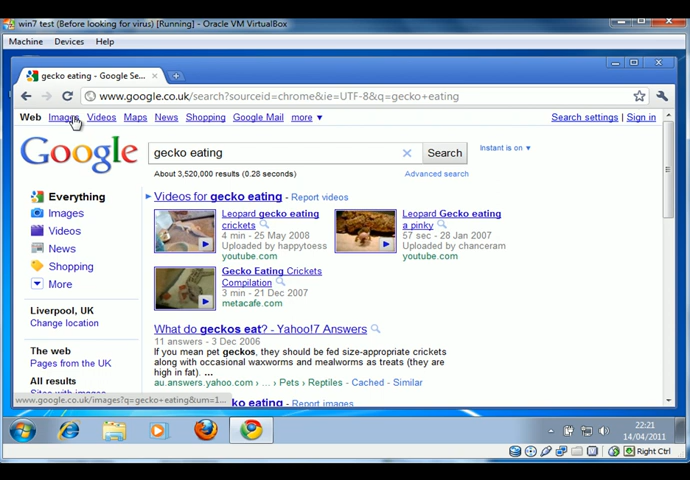 win7 test (Before looking for virus) [Running] - Oracle VM VirtualBox
Machine Devices Help
gecko eating - Google Se...
www.google.co.uk/search?sourceid=chrome&ie=UTF-8&q=gecko+eating
Web Images Videos Maps News Shopping Google Mail more ▼ Search settings | Sign in
Google
gecko eating
Search
Instant is on ▼
About 3,520,000 results (0.28 seconds)
Advanced search
Everything
Images
Videos
News
Shopping
More
Liverpool, UK
Change location
The web
Pages from the UK
All results
Sites with images
Videos for gecko eating - Report videos
Leopard gecko eating
crickets
4 min - 25 May 2008
Uploaded by happytoess
youtube.com
Leopard Gecko eating
a pinky
57 sec - 28 Jan 2007
Uploaded by chanceram
youtube.com
Gecko Eating Crickets
Compilation
3 min - 21 Dec 2007
metacafe.com
What do geckos eat? - Yahoo!7 Answers
11 answers - 3 Dec 2006
If you mean pet geckos, they should be fed size-appropriate crickets
along with occasional waxworms and mealworms as treats (they are
high in fat). ...
au.answers.yahoo.com › ... › Pets › Reptiles - Cached - Similar
gecko eating - Report images
www.google.co.uk/images?q=gecko+eating&um=1...
22:21
14/04/2011
Right Ctrl